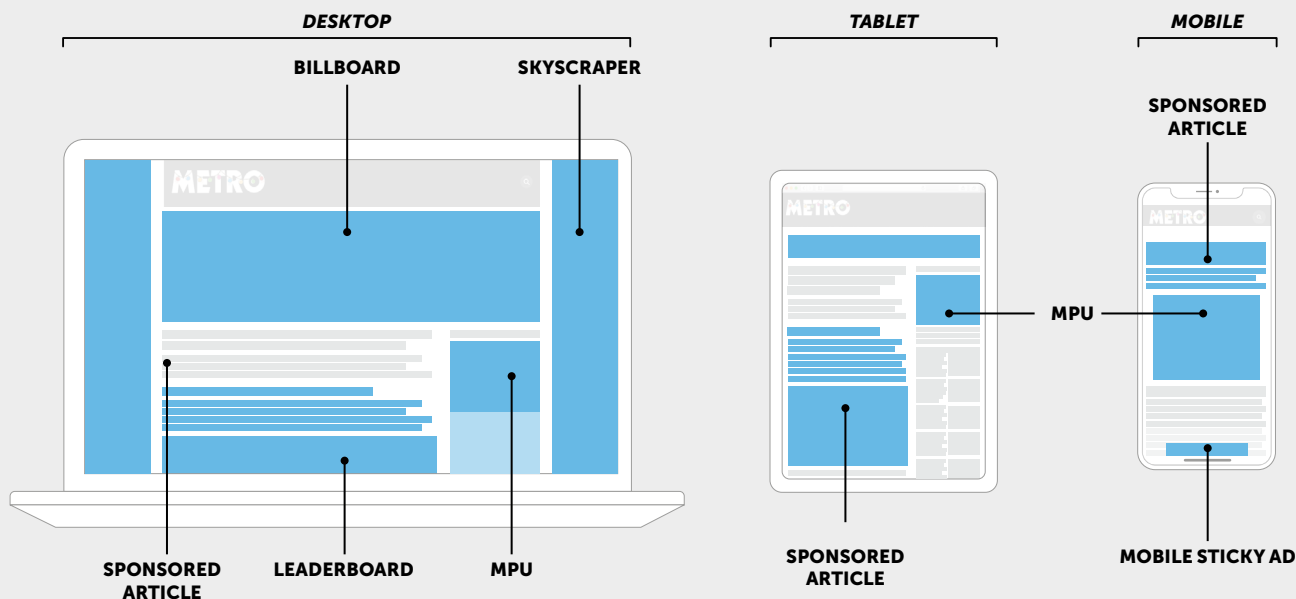 DESKTOP
TABLET
MOBILE
BILLBOARD
SKYSCRAPER
SPONSORED
ARTICLE
METRO
METRO
METRO
MPU
SPONSORED
ARTICLE
LEADERBOARD
MPU
SPONSORED
ARTICLE
MOBILE STICKY AD